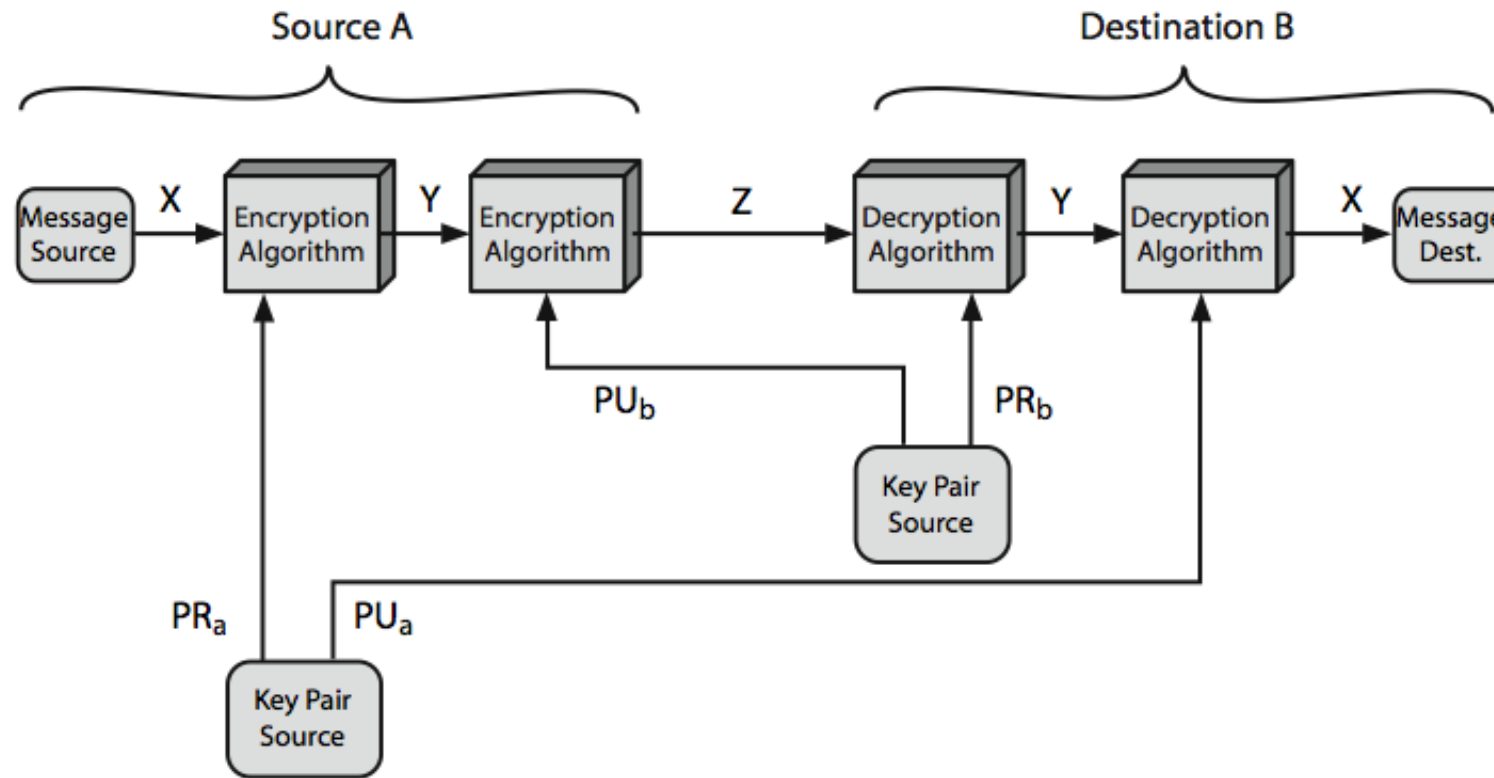 Source A
Destination B
Message
Source
X
Encryption
Algorithm
Y
Encryption
Algorithm
Z
Decryption
Algorithm
Y
Decryption
Algorithm
X
Message
Dest.
PUb
PRb
Key Pair
Source
PRa
PUa
Key Pair
Source